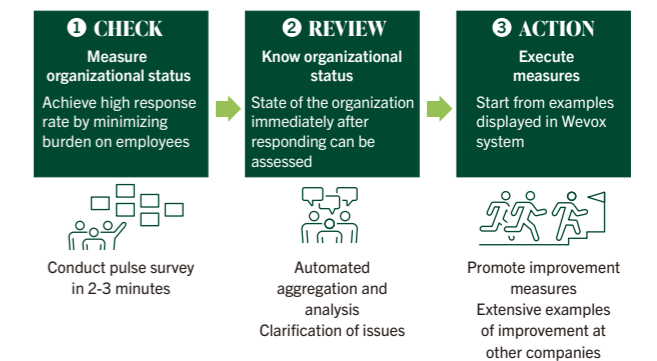 1 CHECK
Measure
organizational status
Achieve high response
rate by minimizing
burden on employees
Conduct pulse survey
in 2-3 minutes
2 REVIEW
Know organizational
status
State of the organization
immediately after
responding can be
assessed
Automated
aggregation and
analysis
Clarification of issues
3 ACTION
Execute
measures
Start from examples
displayed in Wevox
system
Promote improvement
measures
Extensive examples
of improvement at
other companies